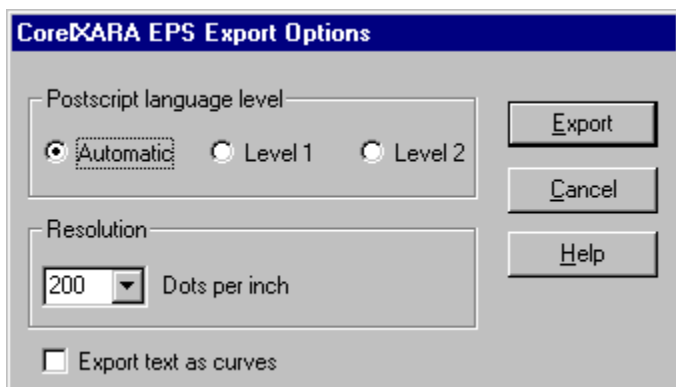 CorelXARA EPS Export Options
Postscript language level
Automatic
Level 1
Level 2
Export
Cancel
Resolution
200
Dots per inch
Help
Export text as curves